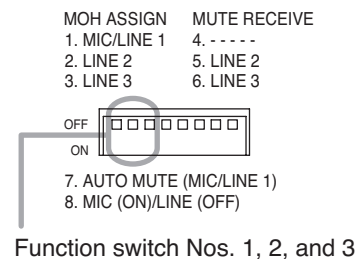 MOH ASSIGN MUTE RECEIVE
1. MIC/LINE 1 4. - - - - -
2. LINE 2 5. LINE 2
3. LINE 3 6. LINE 3
OFF
ON
7. AUTO MUTE (MIC/LINE 1)
8. MIC (ON)/LINE (OFF)
Function switch Nos. 1, 2, and 3